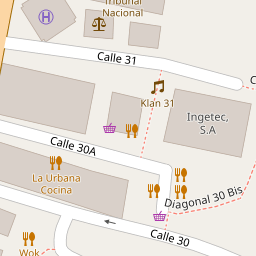 Tribunal
Nacional
H
Calle 31
C
Klan 31
Ingetec,
S.A
Calle 30A
La Urbana
Cocina
Diagonal 30 Bis
Calle 30
Wok